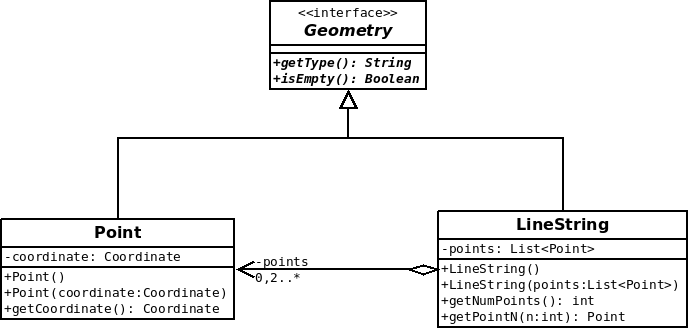 <<interface>>
Geometry
+getType(): String
+isEmpty(): Boolean
Point
-coordinate: Coordinate
+Point()
+Point(coordinate:Coordinate)
+getCoordinate(): Coordinate
-points
0,2..*
LineString
-points: List<Point>
+LineString()
+LineString(points:List<Point>)
+getNumPoints(): int
+getPointN(n:int): Point